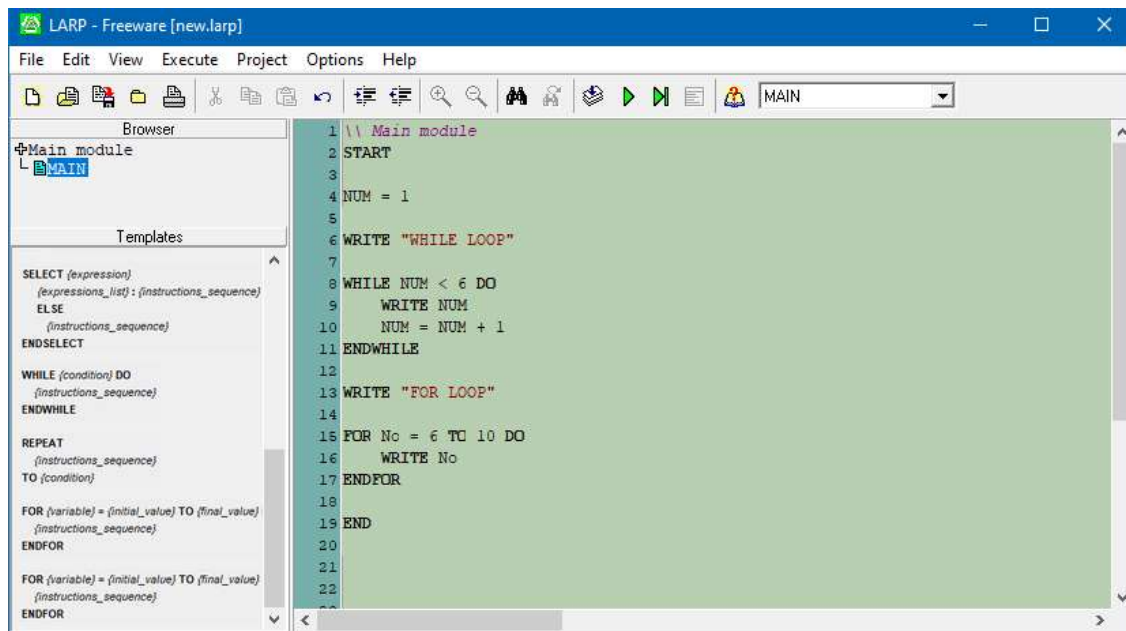 LARP - Freeware [new.larp]
File Edit View Execute Project Options Help
MAIN
Browser
Main module
MAIN
Templates
SELECT {expression}
{expressions_list} : {instructions_sequence}
ELSE
{instructions_sequence}
ENDSELECT
WHILE {condition} DO
{instructions_sequence}
ENDWHILE
REPEAT
{instructions_sequence}
TO {condition}
FOR {variable} = {initial_value} TO {final_value}
{instructions_sequence}
ENDFOR
FOR {variable} = {initial_value} TO {final_value}
{instructions_sequence}
ENDFOR
1 \\ Main module
2 START
3
4 NUM = 1
5
6 WRITE "WHILE LOOP"
7
8 WHILE NUM < 6 DO
9 WRITE NUM
10 NUM = NUM + 1
11 ENDWHILE
12
13 WRITE "FOR LOOP"
14
15 FOR No = 6 TO 10 DO
16 WRITE No
17 ENDFOR
18
19 END
20
21
22